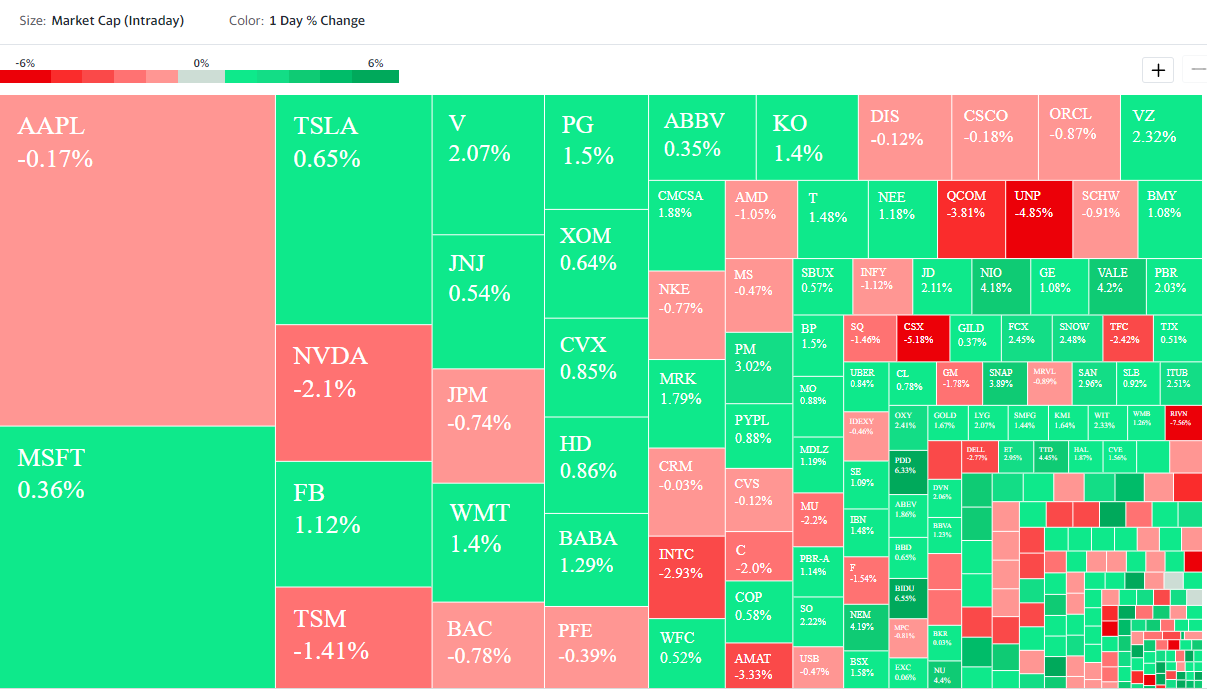 Size: Market Cap (Intraday) Color: 1 Day % Change
-6% 0% 6%
AAPL
-0.17%
MSFT
0.36%
TSLA
0.65%
NVDA
-2.1%
FB
1.12%
TSM
-1.41%
V
2.07%
JNJ
0.54%
JPM
-0.74%
WMT
1.4%
BAC
-0.78%
PG
1.5%
XOM
0.64%
CVX
0.85%
HD
0.86%
BABA
1.29%
PFE
-0.39%
ABBV
0.35%
KO
1.4%
DIS
-0.12%
CSCO
-0.18%
ORCL
-0.87%
VZ
2.32%
CMCSA
1.88%
NKE
-0.77%
MRK
1.79%
CRM
-0.03%
INTC
-2.93%
WFC
0.52%
AMD
-1.05%
T
1.48%
NEE
1.18%
QCOM
-3.81%
UNP
-4.85%
SCHW
-0.91%
BMY
1.08%
MS
-0.47%
PM
3.02%
PYPL
0.88%
CVS
-0.12%
C
-2.0%
COP
0.58%
AMAT
-3.33%
SBUX
0.57%
INFY
-1.12%
JD
2.11%
NIO
4.18%
GE
1.08%
VALE
4.2%
PBR
2.03%
BP
1.5%
MO
0.88%
MDLZ
1.19%
MU
-2.2%
PBR-A
1.14%
SO
2.22%
USB
-0.47%
SQ
-1.46%
CSX
-5.18%
GILD
0.37%
FCX
2.45%
SNOW
2.48%
TFC
-2.42%
TJX
0.51%
UBER
0.84%
IDEXY
-0.46%
SE
1.09%
IBN
1.48%
F
-1.54%
NEM
4.19%
BSX
1.58%
CL
0.78%
GM
-1.78%
SNAP
3.89%
MRVL
-0.89%
SAN
2.96%
SLB
0.92%
ITUB
2.51%
OXY
2.41%
PDD
6.33%
ABEV
1.86%
BBD
0.65%
BIDU
6.55%
MPC
-0.81%
EXC
0.06%
GOLD
1.67%
LYG
2.07%
SMFG
1.44%
KMI
1.64%
WIT
2.33%
WMB
1.26%
RIVN
-7.56%
DELL
-2.77%
ET
2.95%
TTD
4.45%
HAL
1.87%
CVE
1.56%
DVN
2.06%
BBVA
1.23%
BKR
0.03%
NU
4.4%